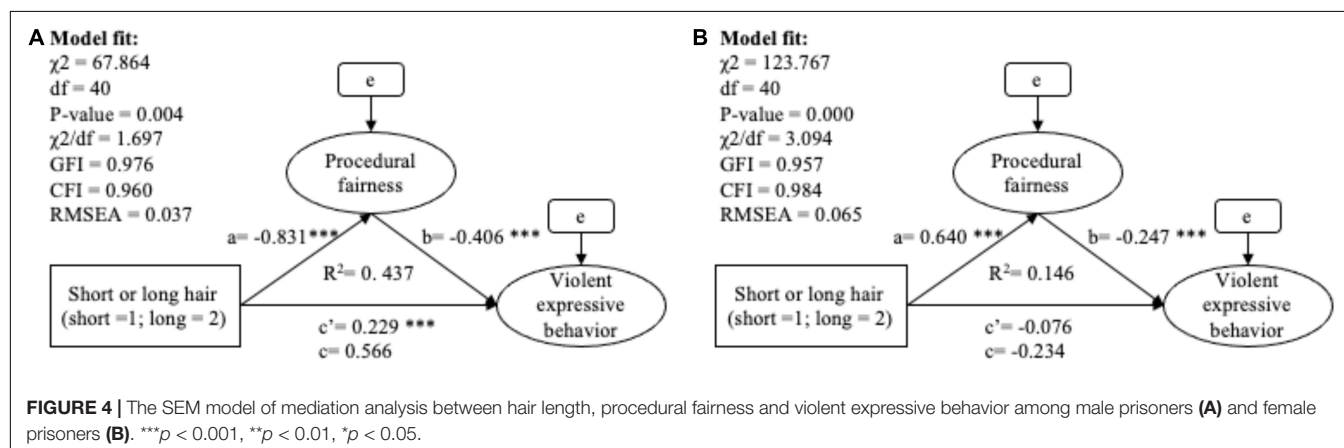 A Model fit:
χ2 = 67.864
df = 40
P-value = 0.004
χ2/df = 1.697
GFI = 0.976
CFI = 0.960
RMSEA = 0.037
e
Procedural
fairness
e
a= -0.831***
b= -0.406 ***
R²= 0. 437
Short or long hair
(short =1; long = 2)
Violent
expressive
behavior
c’= 0.229 ***
c= 0.566
B Model fit:
χ2 = 123.767
df = 40
P-value = 0.000
χ2/df = 3.094
GFI = 0.957
CFI = 0.984
RMSEA = 0.065
e
Procedural
fairness
e
a= 0.640 ***
b= -0.247 ***
R²= 0.146
Short or long hair
(short =1; long = 2)
Violent
expressive
behavior
c’= -0.076
c= -0.234
FIGURE 4 | The SEM model of mediation analysis between hair length, procedural fairness and violent expressive behavior among male prisoners (A) and female
prisoners (B). ***p < 0.001, **p < 0.01, *p < 0.05.